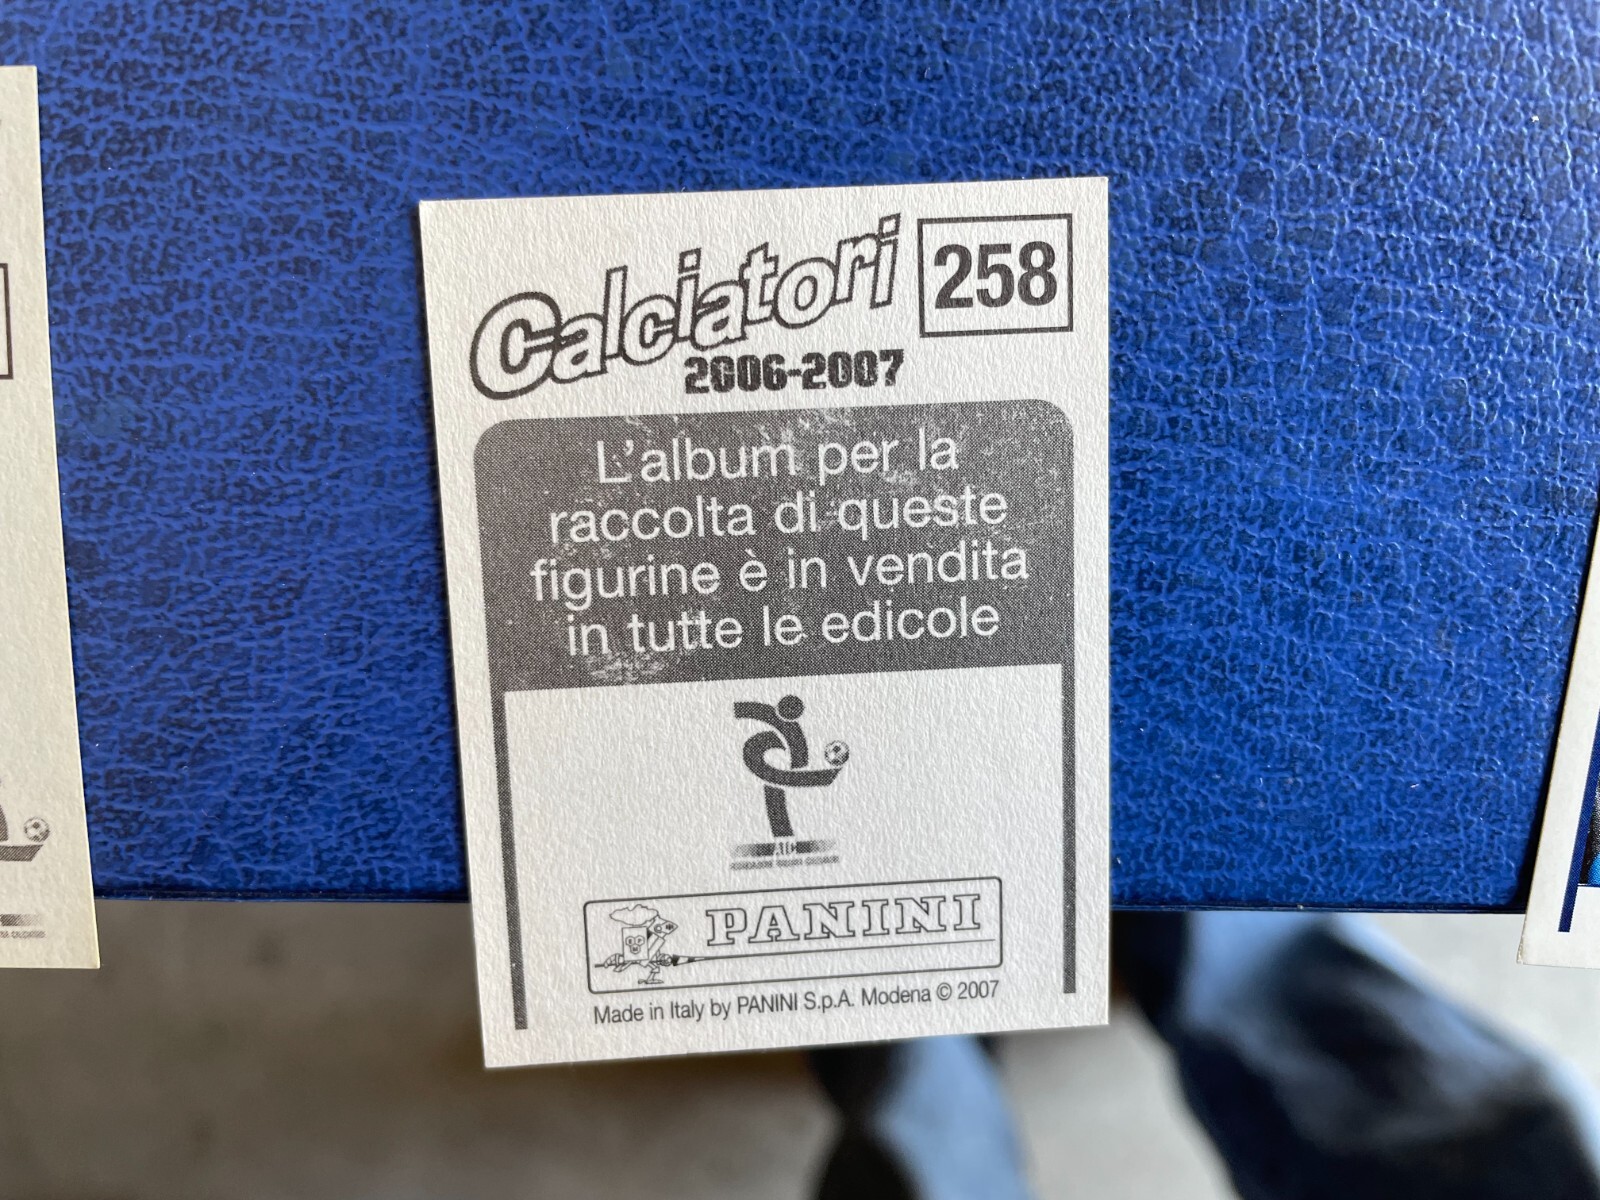 Calciatori
258
2006-2007
L'album per la
raccolta di queste
figurine è in vendita
in tutte le edicole
AIC
PANINI
Made in Italy by PANINI S.p.A. Modena © 2007